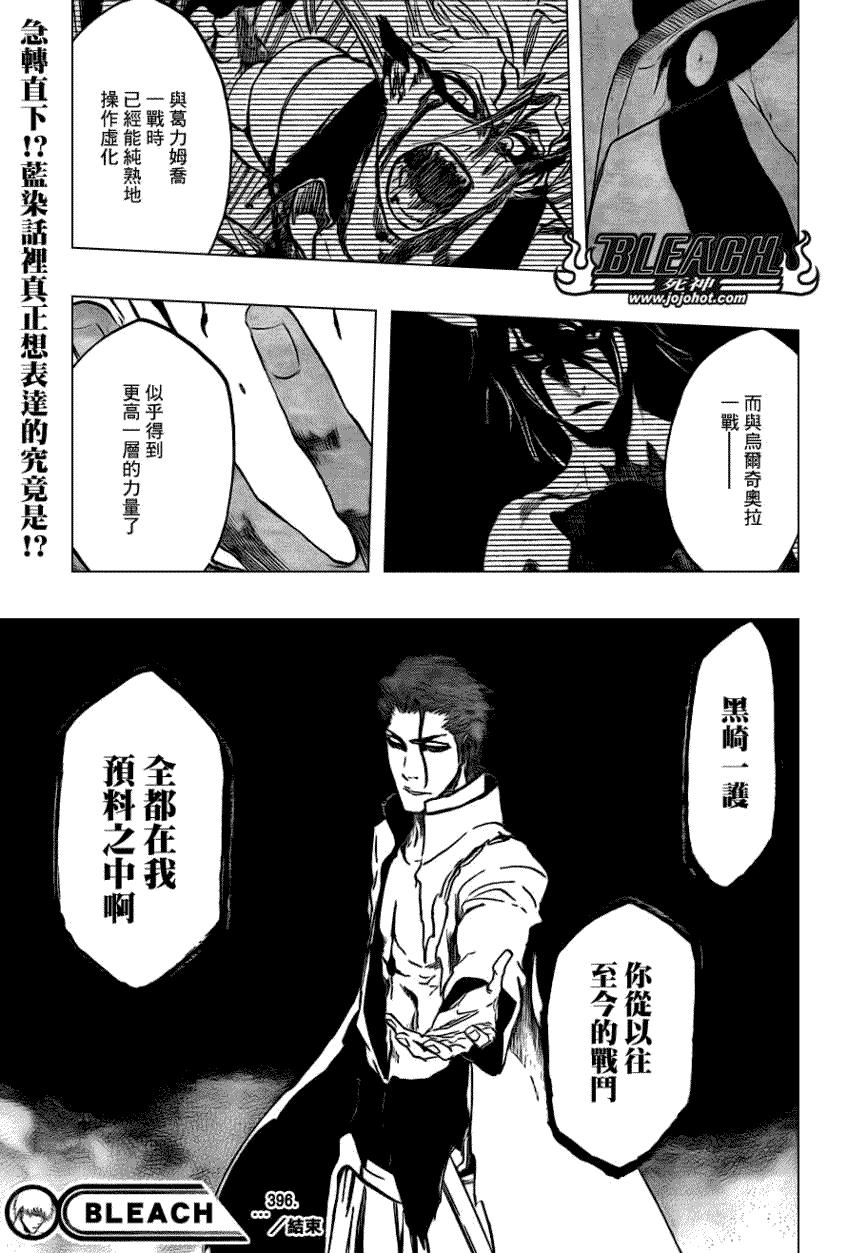 與葛力姆喬
一戰時
已經能純熟地
操作虛化
BLEACH
死神
www.jojohot.com
而與烏爾奇奧拉
一戰——
似乎得到
更高一層的力量了
急轉直下!?藍染話裡真正想表達的究竟是!?
黑崎一護
你從以往
至今的戰鬥
全都在我
預料之中啊
BLEACH
396.
…／結束